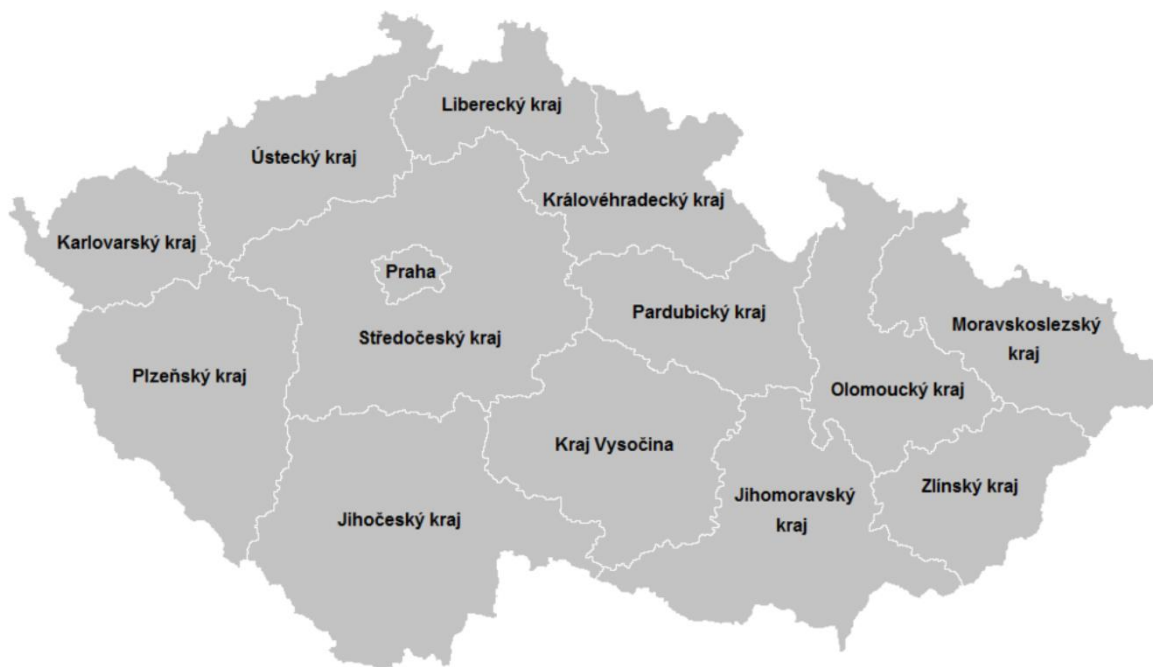 Liberecký kraj
Ústecký kraj
Královéhradecký kraj
Karlovarský kraj
Praha
Pardubický kraj
Středočeský kraj
Moravskoslezský
kraj
Plzeňský kraj
Olomoucký kraj
Kraj Vysočina
Zlínský kraj
Jihomoravský
kraj
Jihočeský kraj